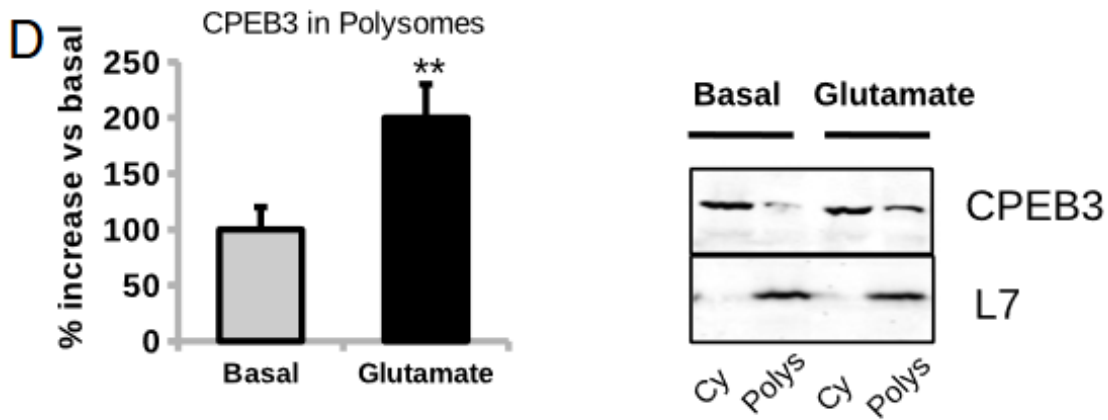 D
CPEB3 in Polysomes
% increase vs basal
250
200
150
100
50
0
**
Basal
Glutamate
Basal Glutamate
CPEB3
L7
Cy Polys Cy Polys